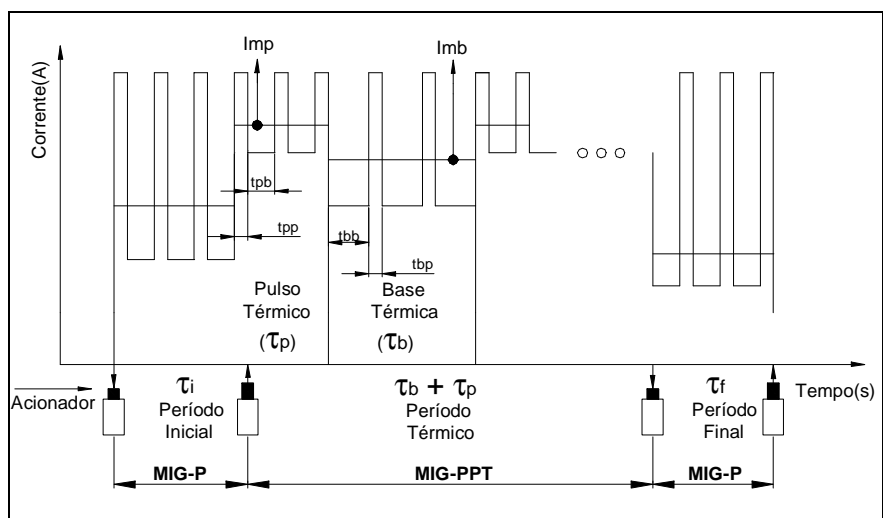 Imp
Imb
Corrente(A)
tpb
tpp
tbb
tbp
Pulso
Térmico
(τp)
Base
Térmica
(τb)
Acionador
τi
Período
Inicial
τb + τp
Período
Térmico
τf
Período
Final
Tempo(s)
MIG-P
MIG-PPT
MIG-P